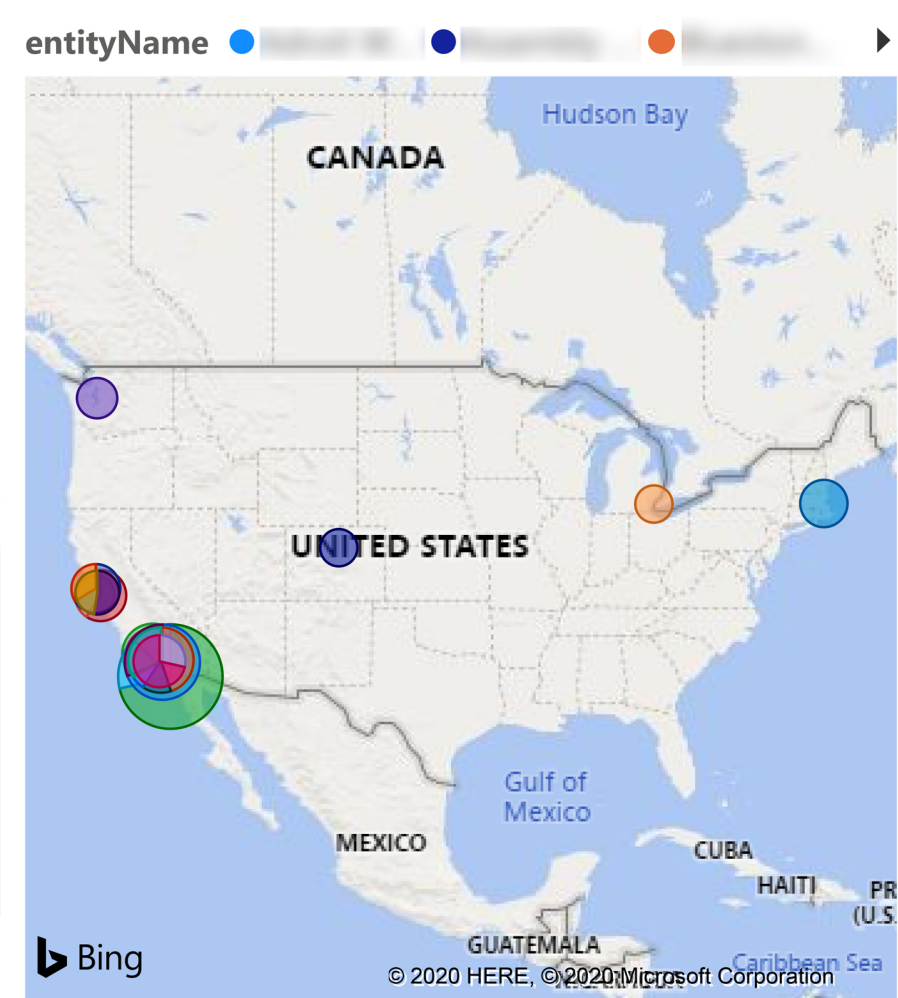 entityName
Hudson Bay
CANADA
UNITED STATES
Gulf of
Mexico
MEXICO
CUBA
HAITI
PR
(U.S.
GUATEMALA
Caribbean Sea
Bing
© 2020 HERE, © 2020 Microsoft Corporation